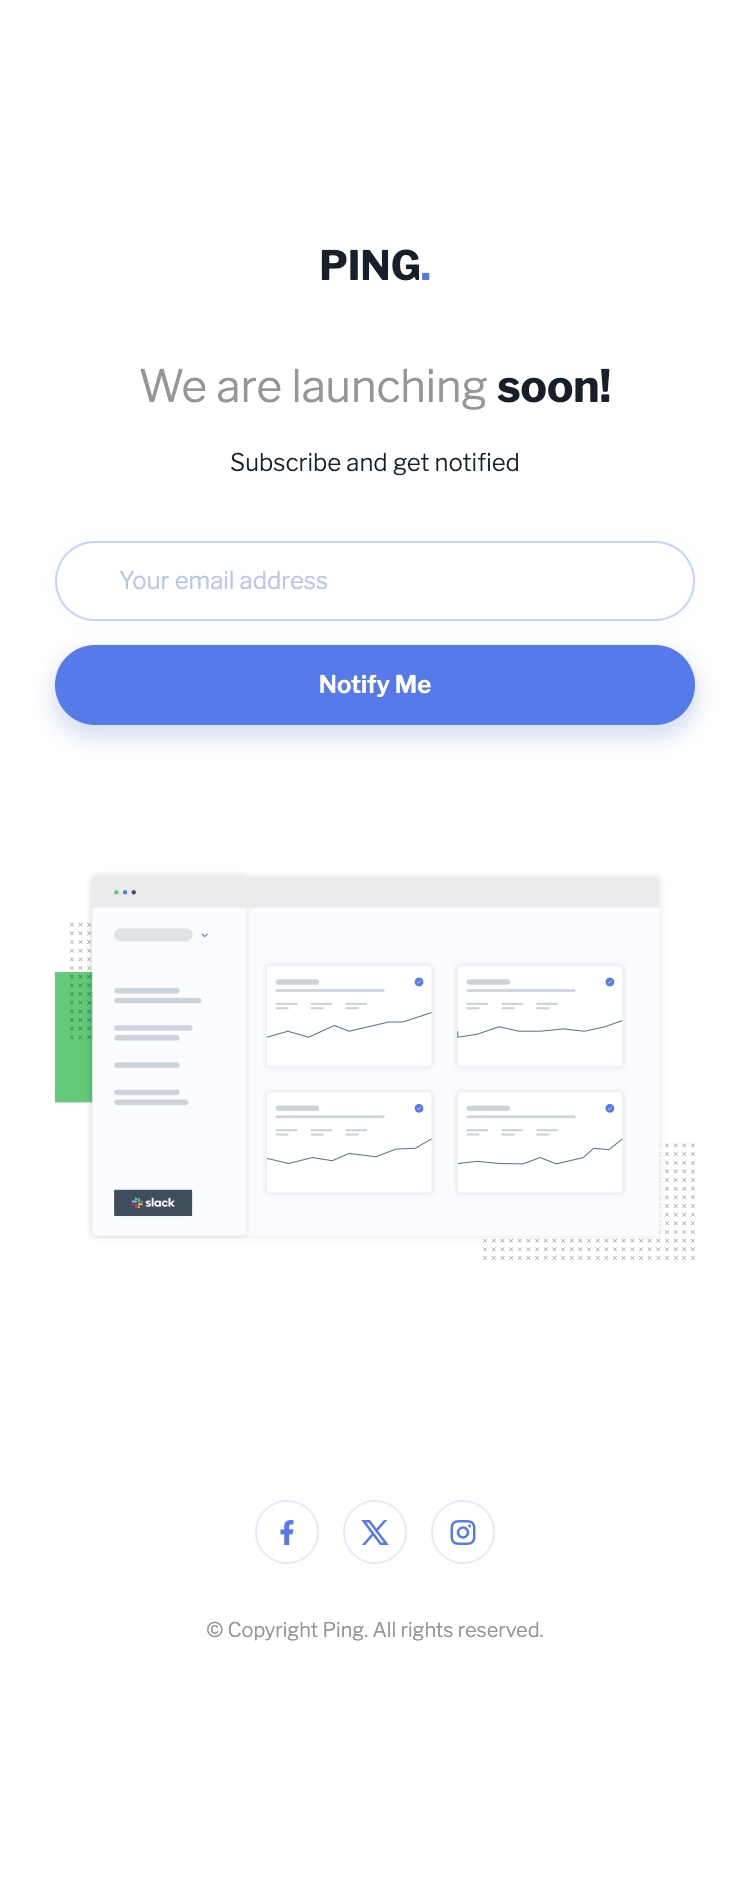 PING.
We are launching soon!
Subscribe and get notified
Your email address
Notify Me
slack
© Copyright Ping. All rights reserved.